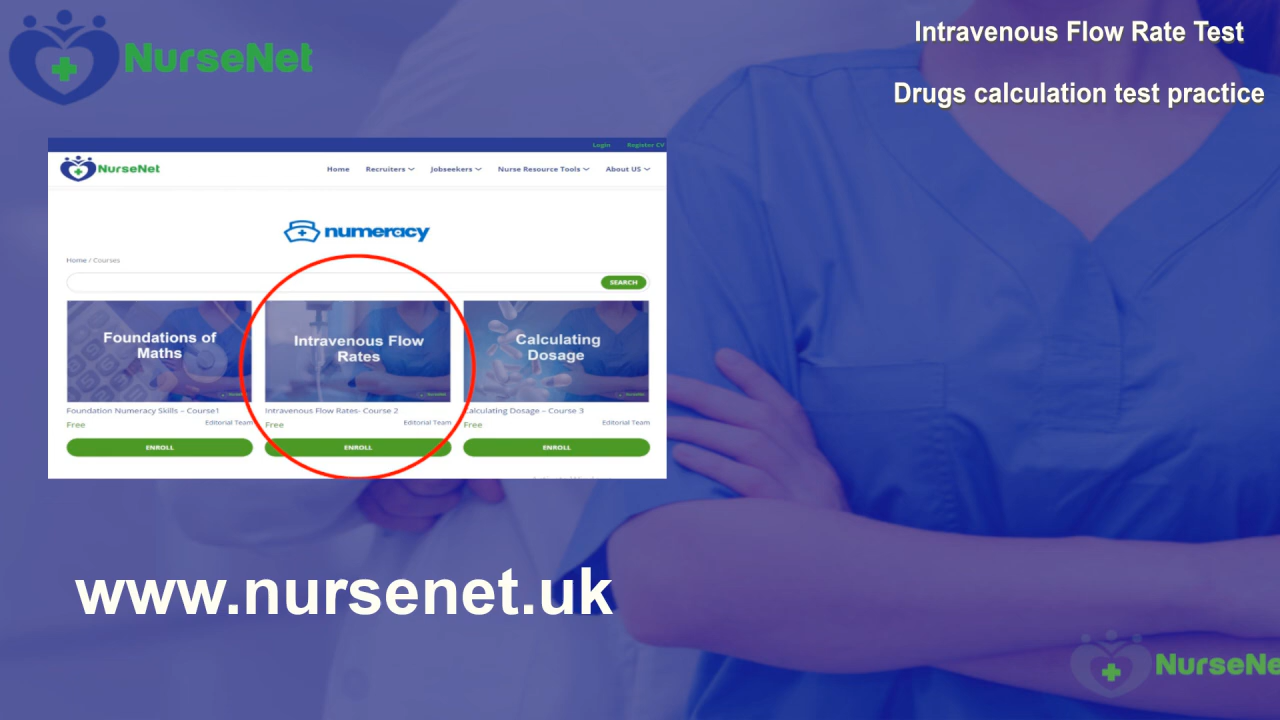 NurseNet
Intravenous Flow Rate Test
Drugs calculation test practice
Login Register CV
NurseNet
Home Recruiters Jobseekers Nurse Resource Tools About US
numeracy
Home / Courses
SEARCH
Foundations of
Maths
Intravenous Flow
Rates
Calculating
Dosage
Foundation Numeracy Skills – Course1
Free Editorial Team
ENROLL
Intravenous Flow Rates- Course 2
Free Editorial Team
ENROLL
Calculating Dosage – Course 3
Free Editorial Team
ENROLL
www.nursenet.uk
NurseNe